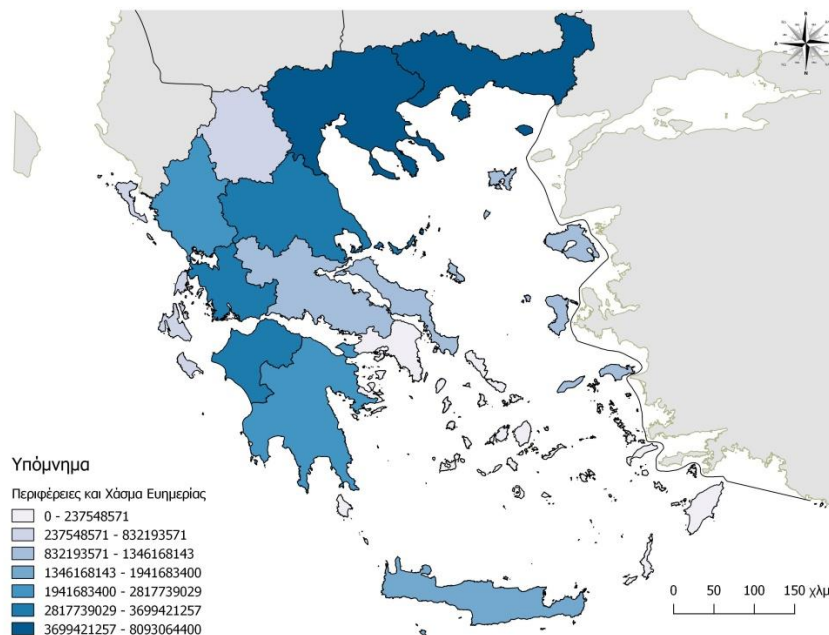 Υπόμνημα
Περιφέρειες και Χάσμα Ευημερίας
0 - 237548571
237548571 - 832193571
832193571 - 1346168143
1346168143 - 1941683400
1941683400 - 2817739029
2817739029 - 3699421257
3699421257 - 8093064400
0 50 100 150 χλμ